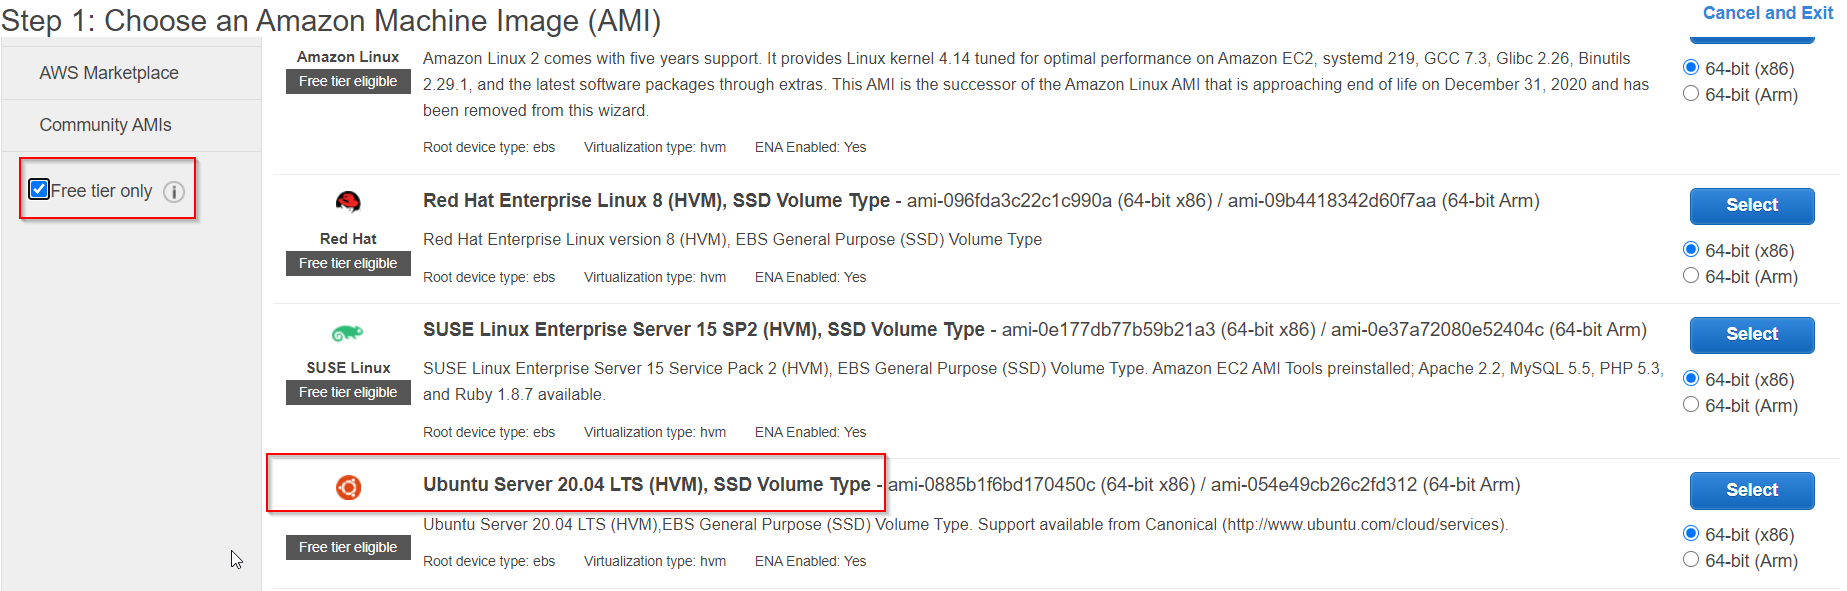 Step 1: Choose an Amazon Machine Image (AMI)
Cancel and Exit
AWS Marketplace
Community AMIs
Free tier only
Amazon Linux
Free tier eligible
Amazon Linux 2 comes with five years support. It provides Linux kernel 4.14 tuned for optimal performance on Amazon EC2, systemd 219, GCC 7.3, Glibc 2.26, Binutils
2.29.1, and the latest software packages through extras. This AMI is the successor of the Amazon Linux AMI that is approaching end of life on December 31, 2020 and has
been removed from this wizard.
Root device type: ebs Virtualization type: hvm ENA Enabled: Yes
64-bit (x86)
64-bit (Arm)
Red Hat
Free tier eligible
Red Hat Enterprise Linux 8 (HVM), SSD Volume Type - ami-096fda3c22c1c990a (64-bit x86) / ami-09b4418342d60f7aa (64-bit Arm)
Red Hat Enterprise Linux version 8 (HVM), EBS General Purpose (SSD) Volume Type
Root device type: ebs Virtualization type: hvm ENA Enabled: Yes
Select
64-bit (x86)
64-bit (Arm)
SUSE Linux
Free tier eligible
SUSE Linux Enterprise Server 15 SP2 (HVM), SSD Volume Type - ami-0e177db77b59b21a3 (64-bit x86) / ami-0e37a72080e52404c (64-bit Arm)
SUSE Linux Enterprise Server 15 Service Pack 2 (HVM), EBS General Purpose (SSD) Volume Type. Amazon EC2 AMI Tools preinstalled; Apache 2.2, MySQL 5.5, PHP 5.3,
and Ruby 1.8.7 available.
Root device type: ebs Virtualization type: hvm ENA Enabled: Yes
Select
64-bit (x86)
64-bit (Arm)
Free tier eligible
Ubuntu Server 20.04 LTS (HVM), SSD Volume Type - ami-0885b1f6bd170450c (64-bit x86) / ami-054e49cb26c2fd312 (64-bit Arm)
Ubuntu Server 20.04 LTS (HVM),EBS General Purpose (SSD) Volume Type. Support available from Canonical (http://www.ubuntu.com/cloud/services).
Root device type: ebs Virtualization type: hvm ENA Enabled: Yes
Select
64-bit (x86)
64-bit (Arm)